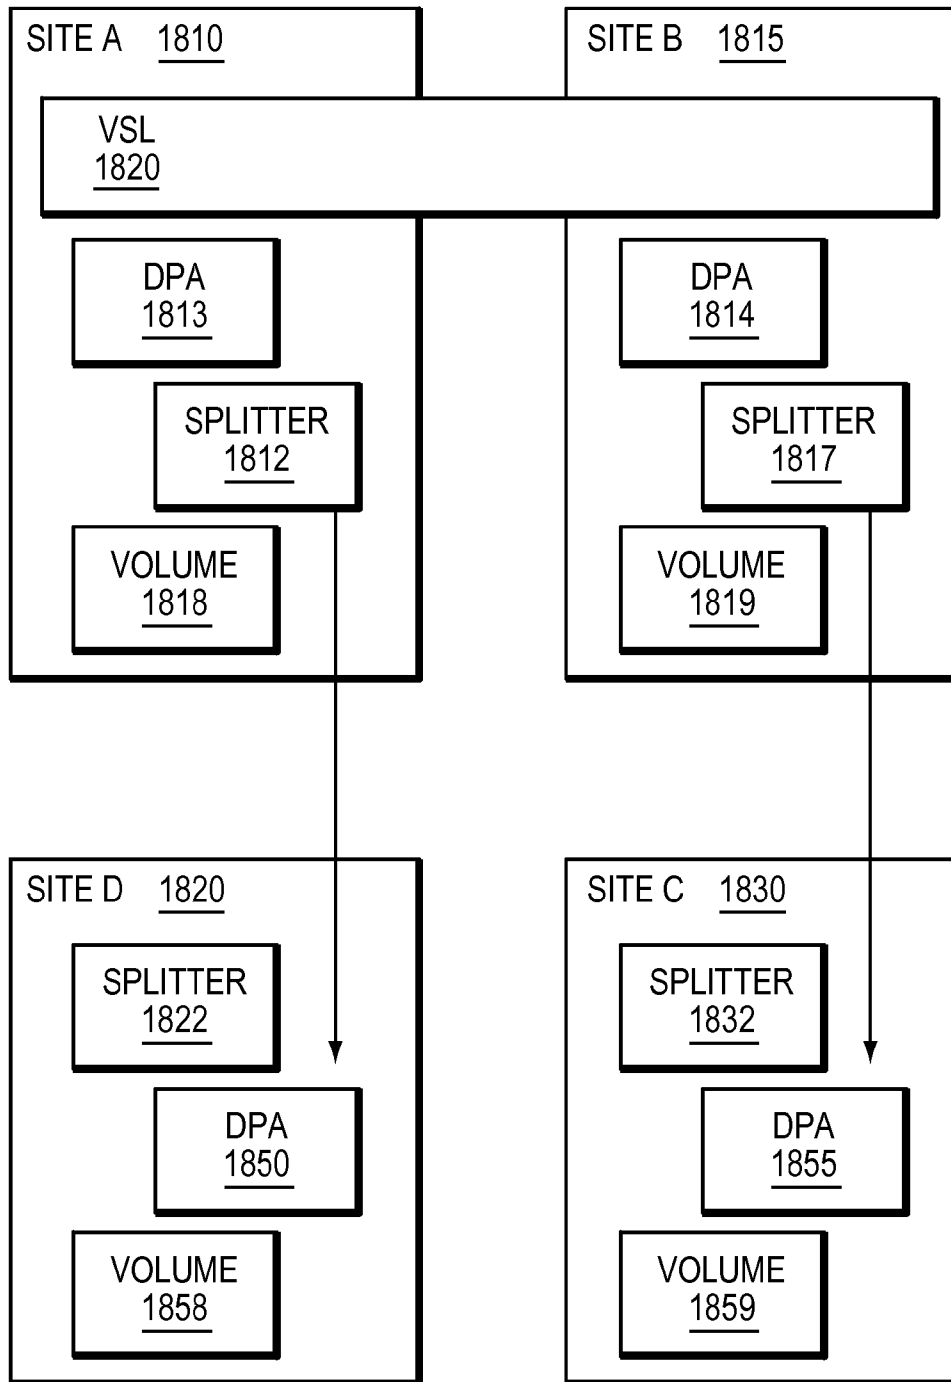 SITE A 1810
VSL
1820
DPA
1813
SPLITTER
1812
VOLUME
1818
SITE B 1815
DPA
1814
SPLITTER
1817
VOLUME
1819
SITE D 1820
SPLITTER
1822
DPA
1850
VOLUME
1858
SITE C 1830
SPLITTER
1832
DPA
1855
VOLUME
1859